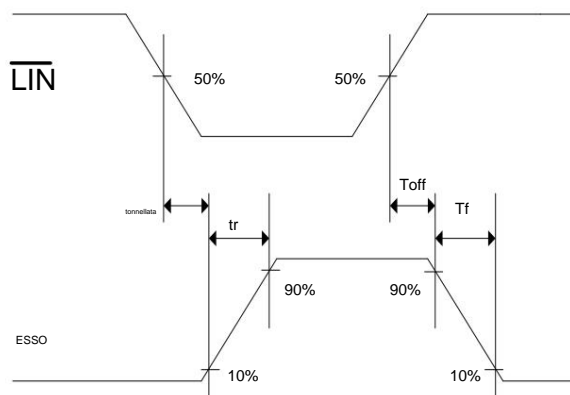 LIN
50% 50%
tonnellata
Toff
tr
Tf
90% 90%
ESSO
10% 10%